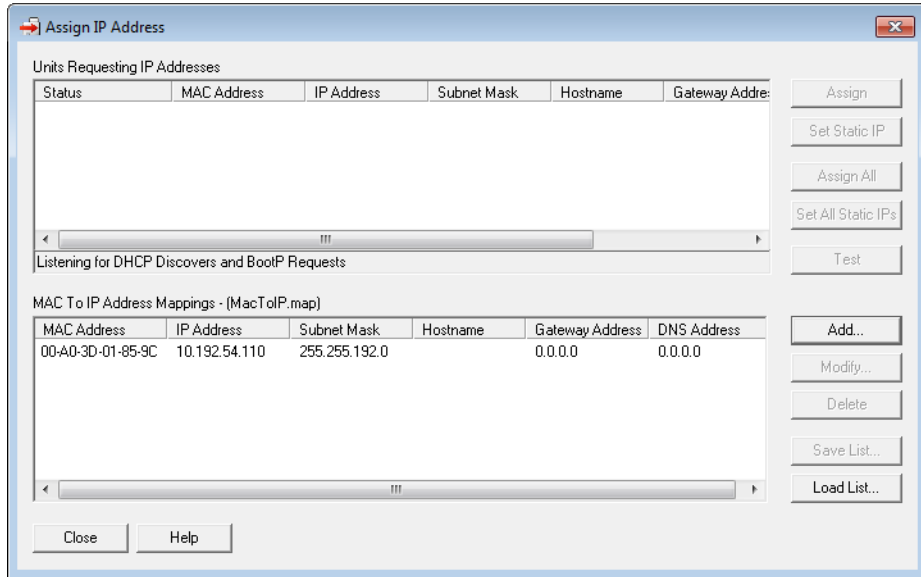 Assign IP Address
Units Requesting IP Addresses
Status MAC Address IP Address Subnet Mask Hostname Gateway Addre
Assign
Set Static IP
Assign All
Set All Static IPs
Test
Listening for DHCP Discovers and BootP Requests
MAC To IP Address Mappings - (MacToIP.map)
MAC Address IP Address Subnet Mask Hostname Gateway Address DNS Address
00-A0-3D-01-85-9C 10.192.54.110 255.255.192.0 0.0.0.0 0.0.0.0
Add...
Modify...
Delete
Save List...
Load List...
Close Help